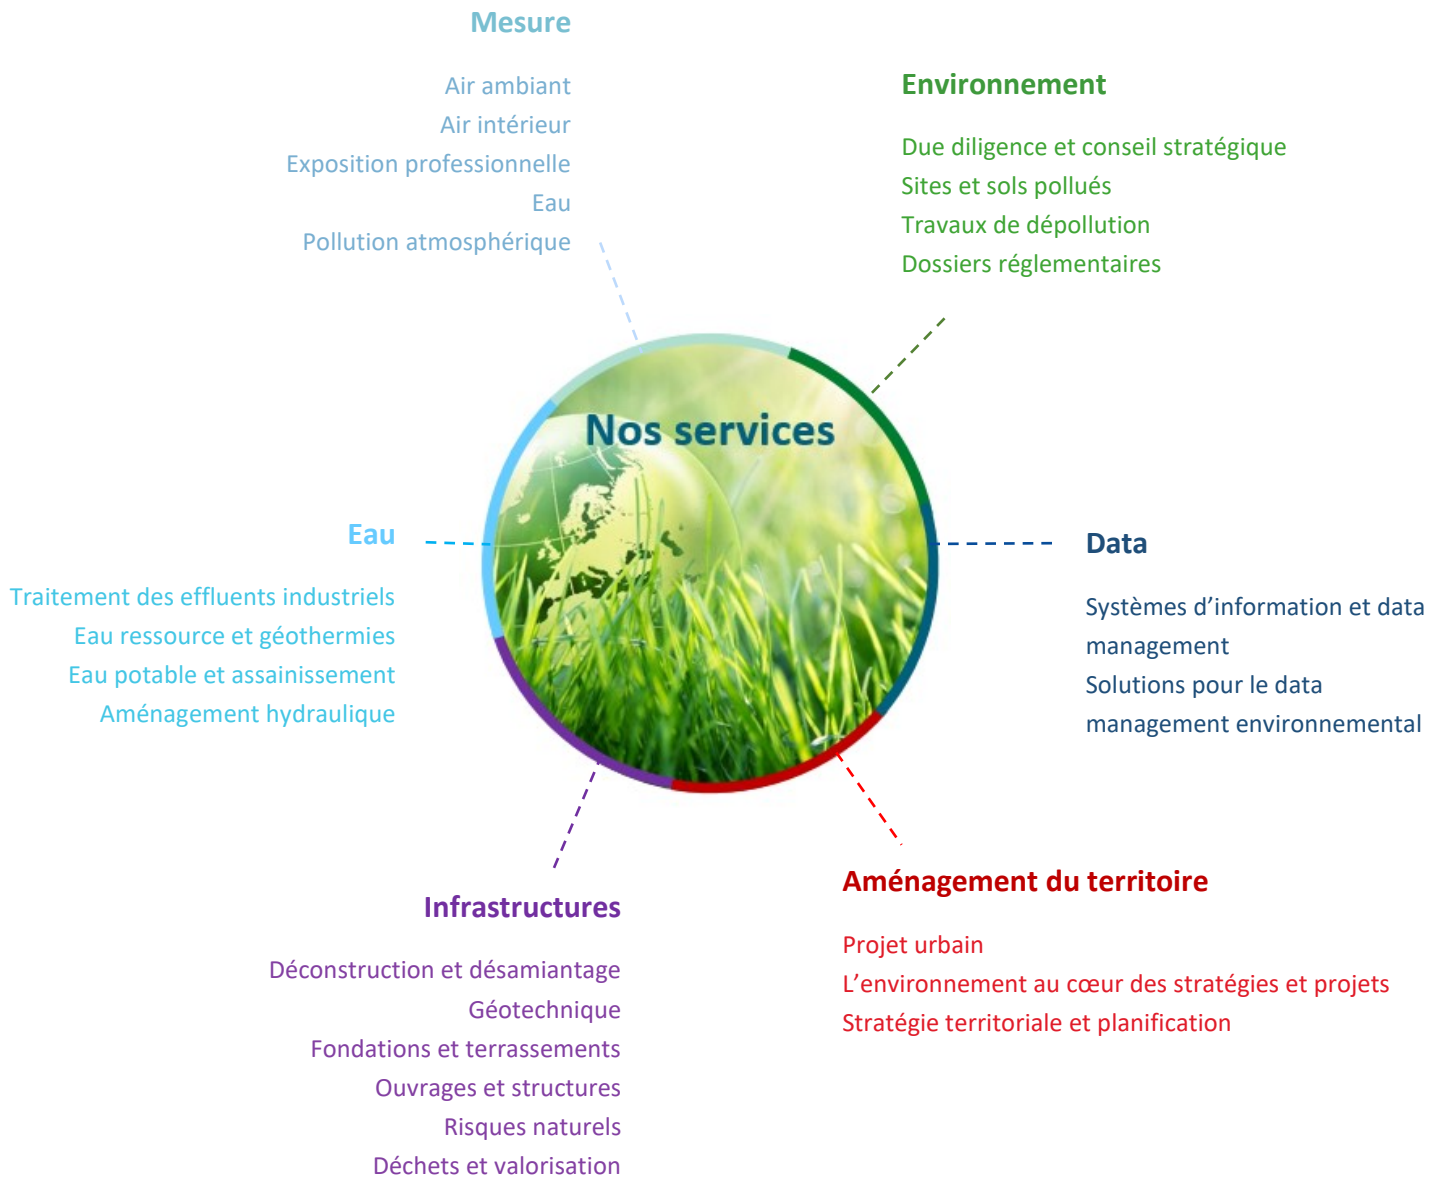 Mesure
Air ambiant
Air intérieur
Exposition professionnelle
Eau
Pollution atmosphérique
Environnement
Due diligence et conseil stratégique
Sites et sols pollués
Travaux de dépollution
Dossiers réglementaires
Nos services
Eau
Traitement des effluents industriels
Eau ressource et géothermies
Eau potable et assainissement
Aménagement hydraulique
Data
Systèmes d’information et data
management
Solutions pour le data
management environnemental
Infrastructures
Déconstruction et désamiantage
Géotechnique
Fondations et terrassements
Ouvrages et structures
Risques naturels
Déchets et valorisation
Aménagement du territoire
Projet urbain
L’environnement au cœur des stratégies et projets
Stratégie territoriale et planification